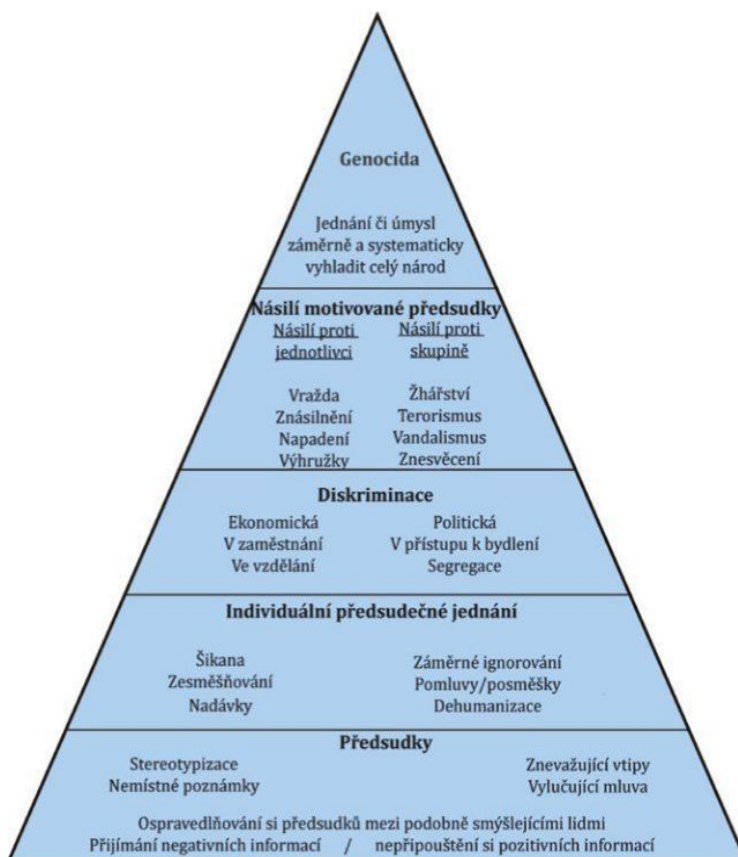 Genocida
Jednání či úmysl
záměrně a systematicky
vyhladit celý národ
Násilí motivované předsudky
Násilí proti
jednotlivci
Násilí proti
skupině
Vražda
Znásilnění
Napadení
Výhružky
Žhářství
Terorismus
Vandalismus
Znesvěcení
Diskriminace
Ekonomická
V zaměstnání
Ve vzdělání
Politická
V přístupu k bydlení
Segregace
Individuální předsudečné jednání
Šikana
Zesměšňování
Nadávky
Záměrné ignorování
Pomluvy/posměšky
Dehumanizace
Předsudky
Stereotypizace
Nemístné poznámky
Znevažující vtipy
Vylučující mluva
Ospravedlňování si předsudků mezi podobně smýšlejícími lidmi
Přijímání negativních informací / nepřipouštění si pozitivních informací